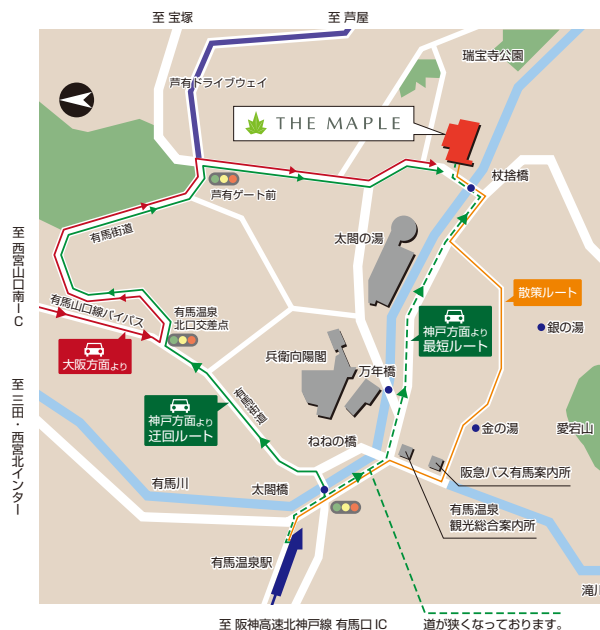 至 宝塚
至 芦屋
瑞宝寺公園
芦有ドライブウェイ
THE MAPLE
杖捨橋
芦有ゲート前
有馬街道
太閤の湯
至 西宮山口南IC
有馬山口線バイパス
散策ルート
有馬温泉
北口交差点
神戸方面より
最短ルート
銀の湯
大阪方面より
兵衛向陽閣
万年橋
至 三田・西宮北インター
神戸方面より
迂回ルート
有馬街道
金の湯
愛宕山
ねねの橋
阪急バス有馬案内所
有馬川
太閤橋
有馬温泉
観光総合案内所
有馬温泉駅
滝川
至 阪神高速北神戸線 有馬口IC
道が狭くなっております。